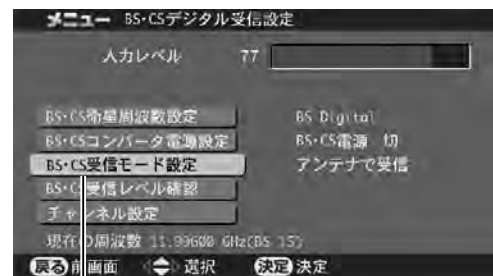 メニュー BS・CSデジタル受信設定
入力レベル 77
BS・CS衛星周波数設定 BS Digital
BS・CSコンバータ電源設定 BS・CS電源 切
BS・CS受信モード設定 アンテナで受信
BS・CS受信レベル確認
チャンネル設定
現在の周波数 11.99600 GHz(BS 15)
戻る 前画面 選択 決定 決定